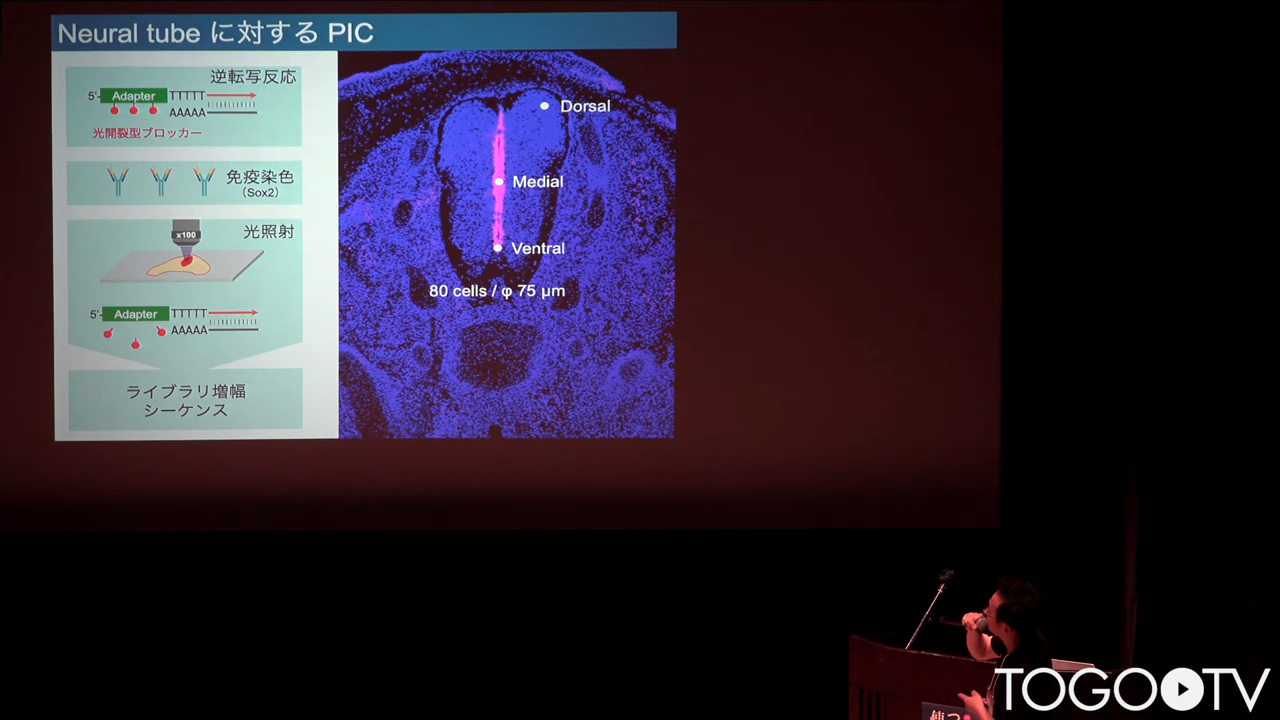 Neural tube に対する PIC
逆転写反応
5'- Adapter TTTTT
AAAAA
光開裂型ブロッカー
免疫染色
(Sox2)
x100
光照射
5'- Adapter TTTTT
AAAAA
ライブラリ増幅
シーケンス
Dorsal
Medial
Ventral
80 cells / φ 75 μm
TOGOTV